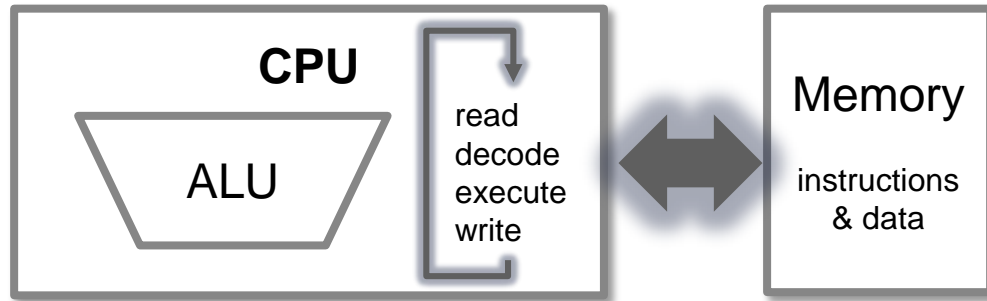 CPU
ALU
read
decode
execute
write
Memory
instructions
& data